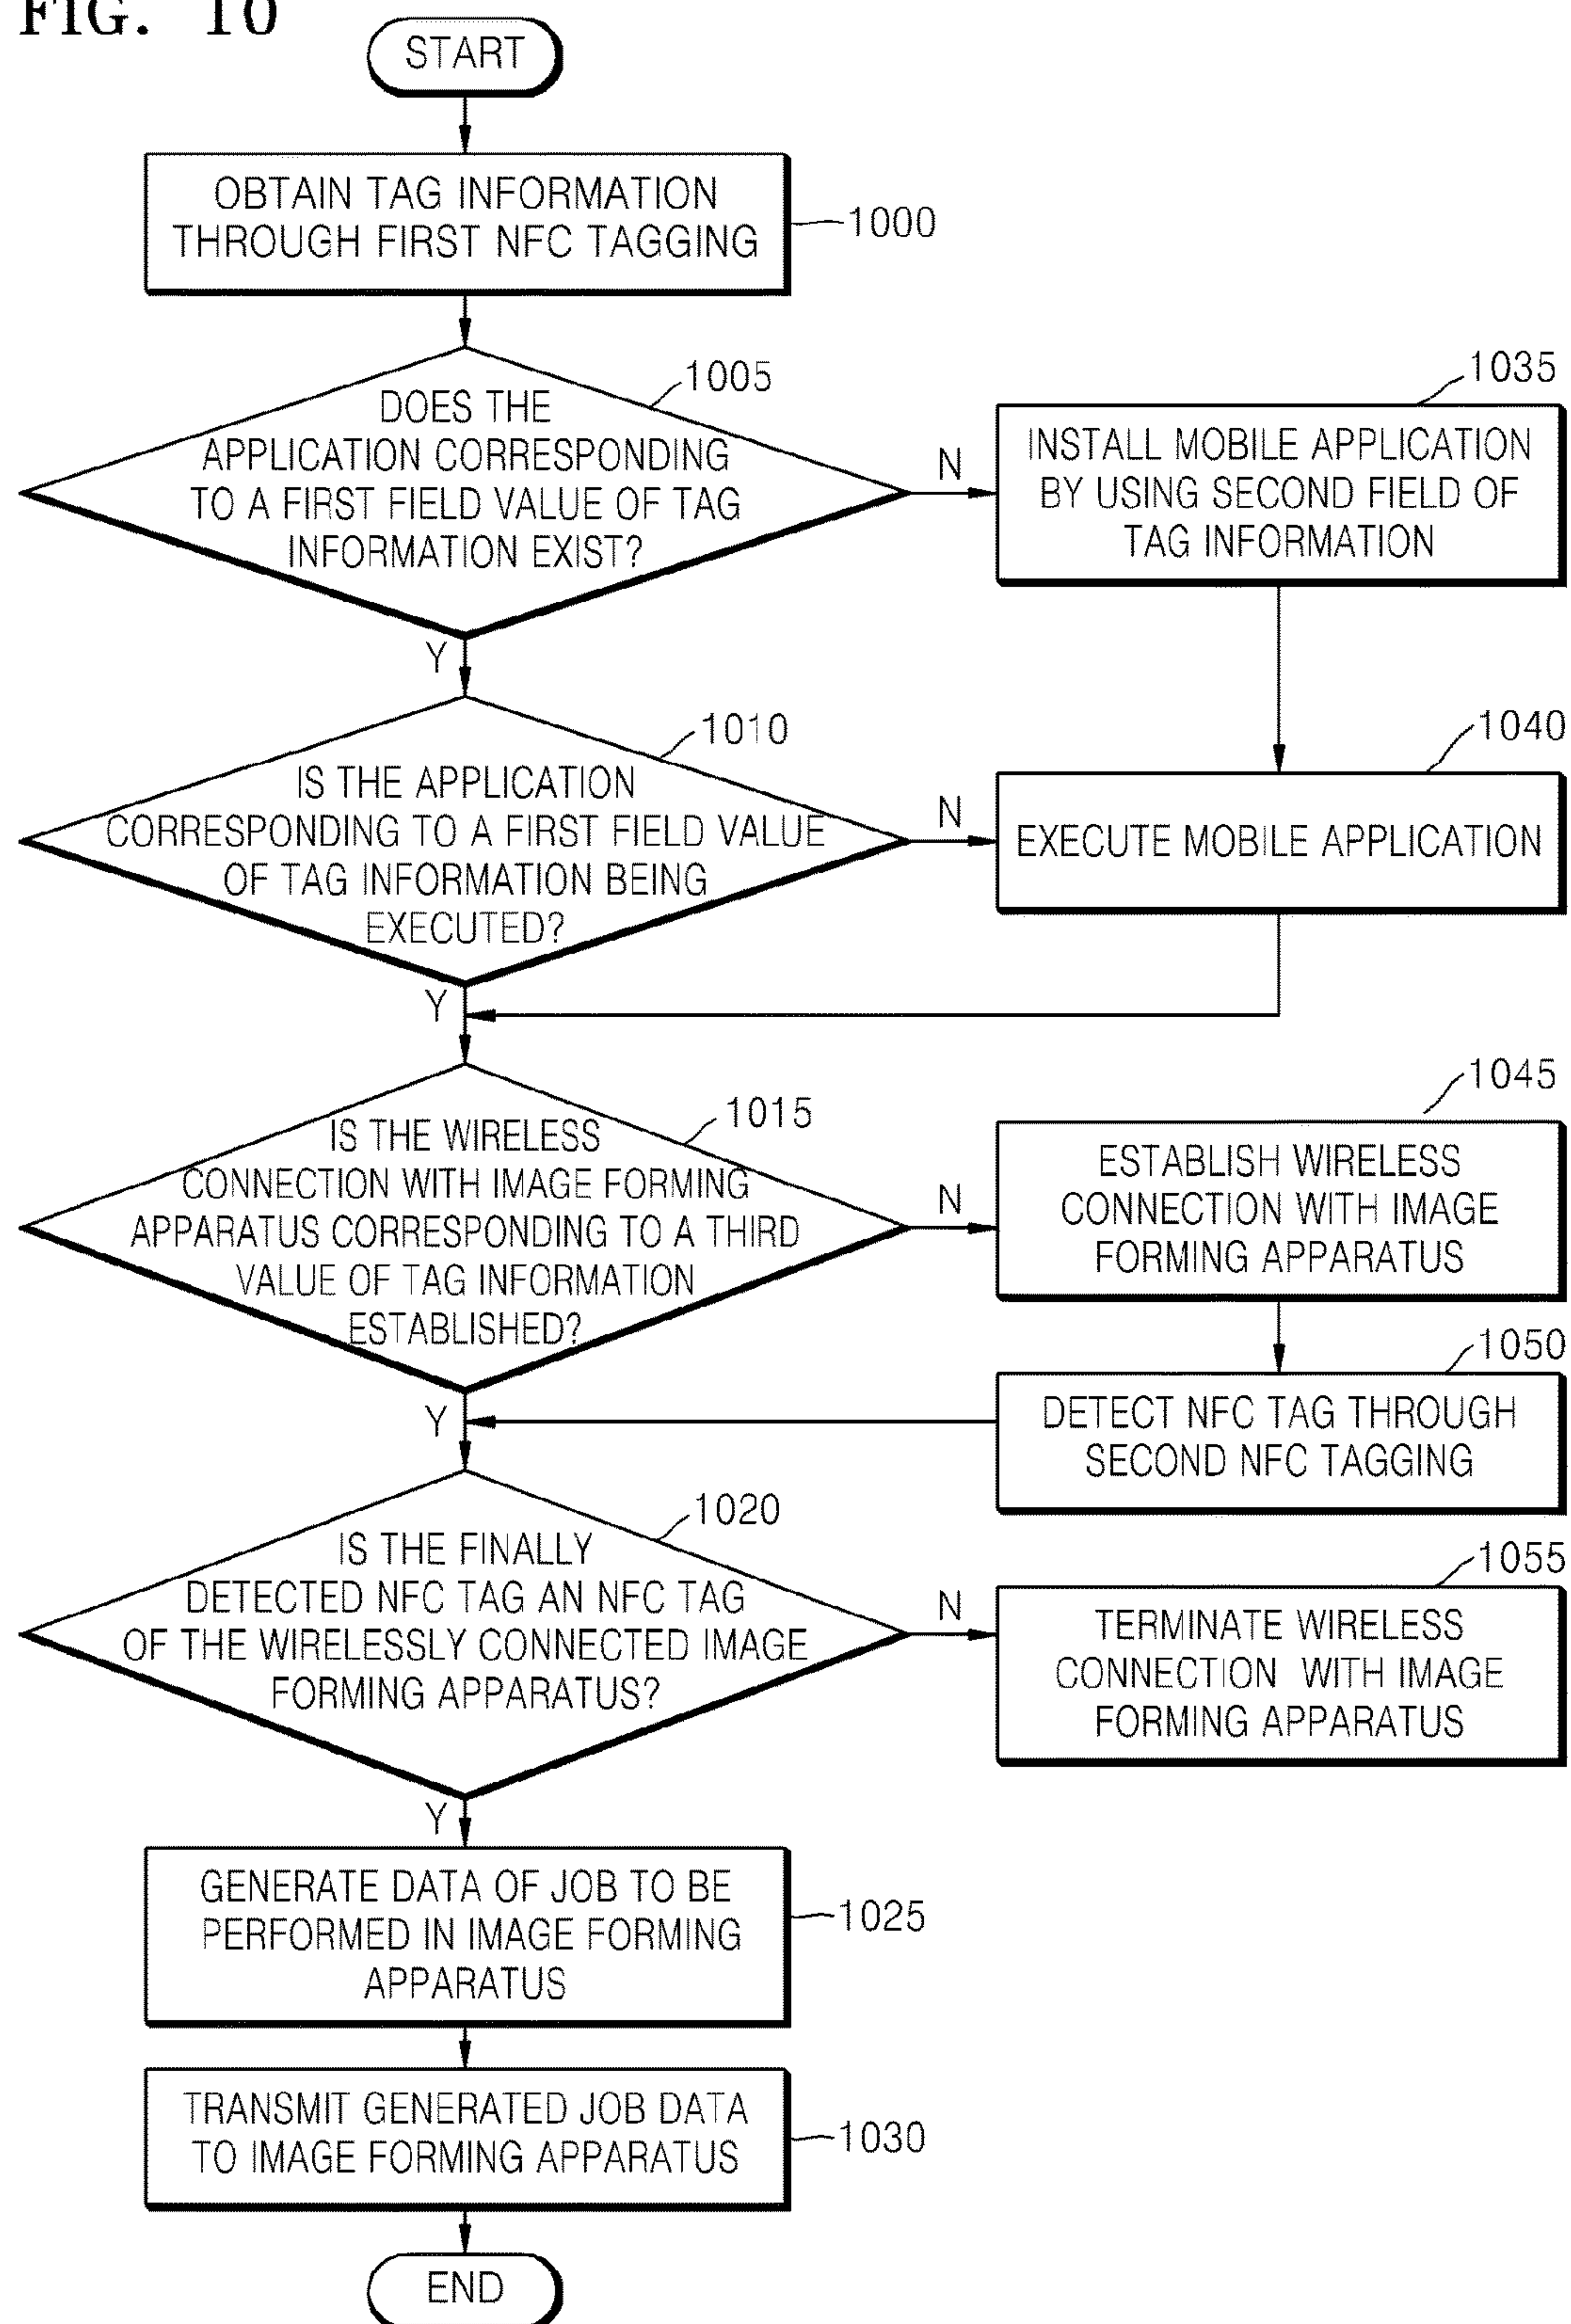 FIG. 10
START
OBTAIN TAG INFORMATION
THROUGH FIRST NFC TAGGING
1000
1005
DOES THE
APPLICATION CORRESPONDING
TO A FIRST FIELD VALUE OF TAG
INFORMATION EXIST?
N
1035
INSTALL MOBILE APPLICATION
BY USING SECOND FIELD OF
TAG INFORMATION
Y
1010
IS THE APPLICATION
CORRESPONDING TO A FIRST FIELD VALUE
OF TAG INFORMATION BEING
EXECUTED?
N
1040
EXECUTE MOBILE APPLICATION
Y
1015
IS THE WIRELESS
CONNECTION WITH IMAGE FORMING
APPARATUS CORRESPONDING TO A THIRD
VALUE OF TAG INFORMATION
ESTABLISHED?
N
1045
ESTABLISH WIRELESS
CONNECTION WITH IMAGE
FORMING APPARATUS
1050
DETECT NFC TAG THROUGH
SECOND NFC TAGGING
Y
1020
IS THE FINALLY
DETECTED NFC TAG AN NFC TAG
OF THE WIRELESSLY CONNECTED IMAGE
FORMING APPARATUS?
N
1055
TERMINATE WIRELESS
CONNECTION WITH IMAGE
FORMING APPARATUS
Y
GENERATE DATA OF JOB TO BE
PERFORMED IN IMAGE FORMING
APPARATUS
1025
TRANSMIT GENERATED JOB DATA
TO IMAGE FORMING APPARATUS
1030
END